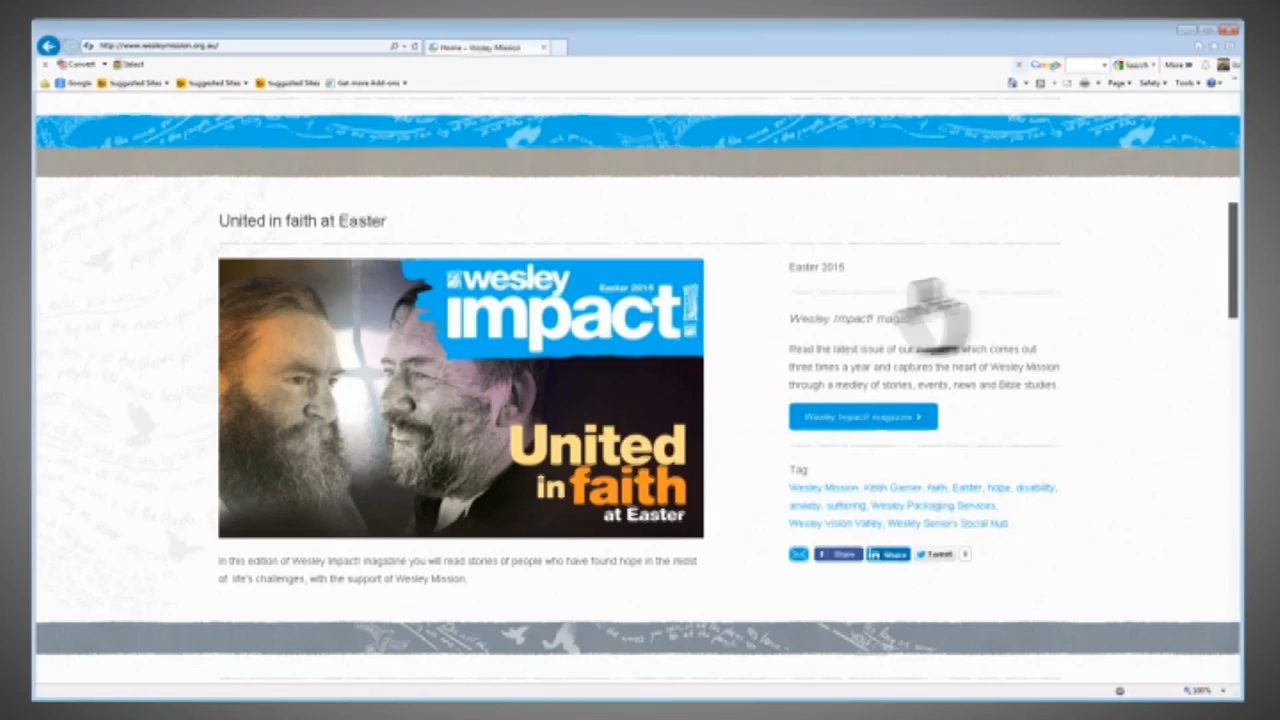 http://www.wesleymission.org.au/
Home - Wesley Mission
Convert Select
Google Search More
Google Suggested Sites Suggested Sites Suggested Sites Get more Add-ons
Page Safety Tools
United in faith at Easter
wesley
Easter 2015
impact!
United
in faith
at Easter
In this edition of Wesley Impact! magazine you will read stories of people who have found hope in the midst
of life's challenges, with the support of Wesley Mission.
Easter 2015
Wesley Impact!
Read the latest issue of our which comes out
three times a year and captures the heart of Wesley Mission
through a medley of stories, events, news and Bible studies.
Wesley Impact! magazine >
Tag:
Wesley Mission, Keith Garner, faith, Easter, hope, disability,
anxiety, suffering, Wesley Packaging Services,
Wesley Vision Valley, Wesley Seniors Social Hub
Share Share Tweet
100%